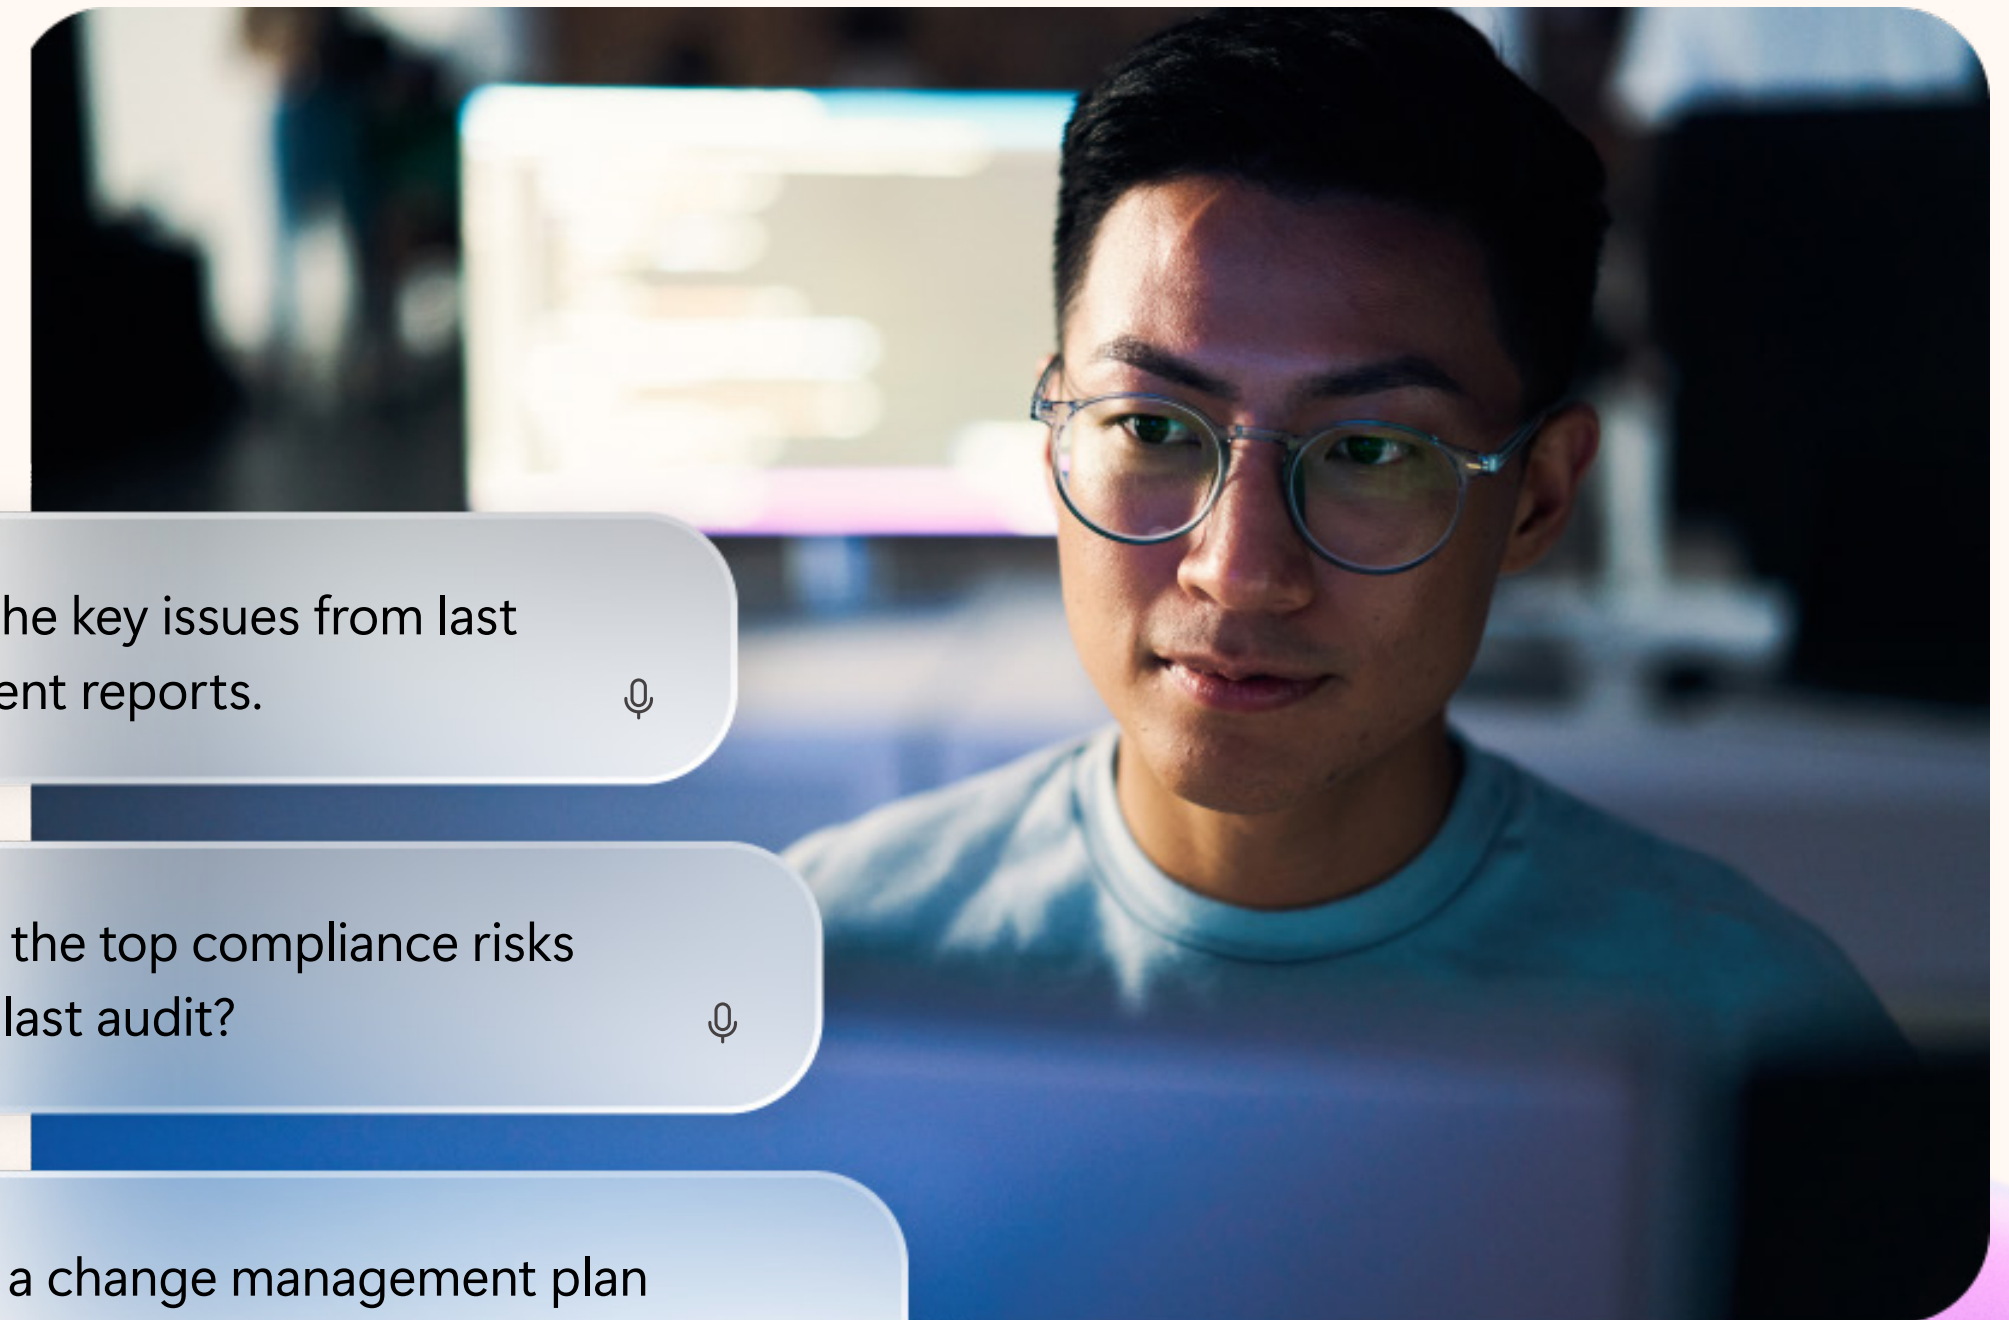 he key issues from last
ent reports.
the top compliance risks
last audit?
a change management plan